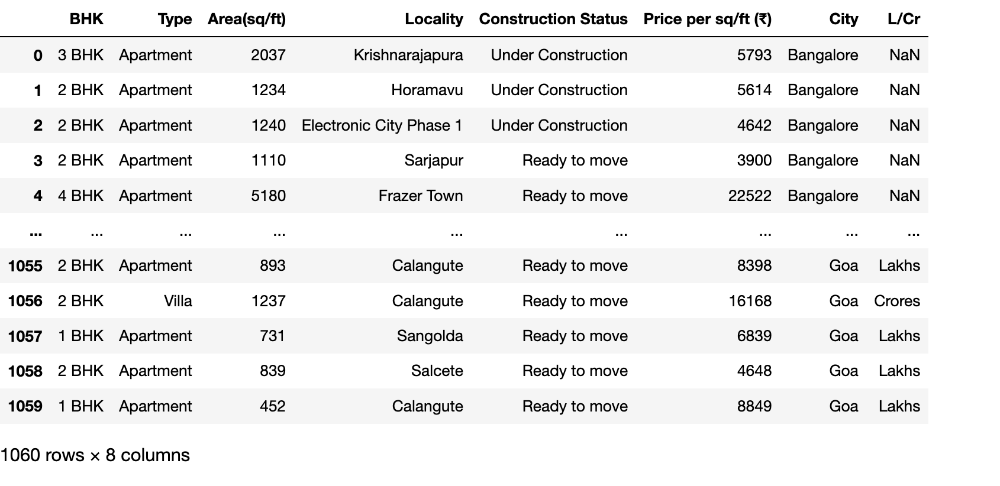 BHK Type Area(sq/ft) Locality Construction Status Price per sq/ft (₹) City L/Cr
0 3 BHK Apartment 2037 Krishnarajapura Under Construction 5793 Bangalore NaN
1 2 BHK Apartment 1234 Horamavu Under Construction 5614 Bangalore NaN
2 2 BHK Apartment 1240 Electronic City Phase 1 Under Construction 4642 Bangalore NaN
3 2 BHK Apartment 1110 Sarjapur Ready to move 3900 Bangalore NaN
4 4 BHK Apartment 5180 Frazer Town Ready to move 22522 Bangalore NaN
... ... ... ... ... ... ... ... ...
1055 2 BHK Apartment 893 Calangute Ready to move 8398 Goa Lakhs
1056 2 BHK Villa 1237 Calangute Ready to move 16168 Goa Crores
1057 1 BHK Apartment 731 Sangolda Ready to move 6839 Goa Lakhs
1058 2 BHK Apartment 839 Salcete Ready to move 4648 Goa Lakhs
1059 1 BHK Apartment 452 Calangute Ready to move 8849 Goa Lakhs
1060 rows × 8 columns